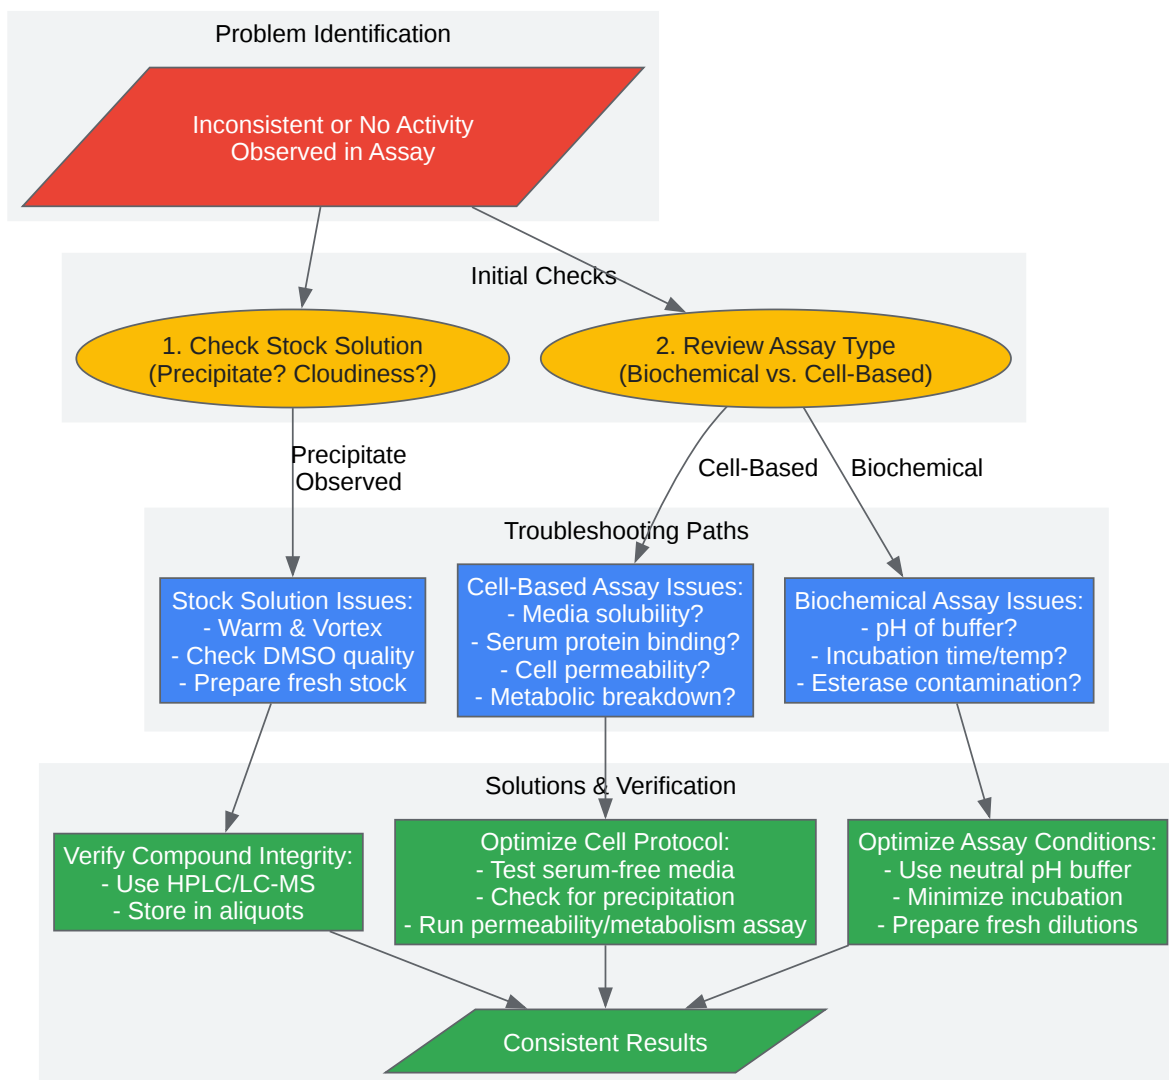 Problem Identification
Inconsistent or No Activity
Observed in Assay
Initial Checks
1. Check Stock Solution
(Precipitate? Cloudiness?)
2. Review Assay Type
(Biochemical vs. Cell-Based)
Precipitate
Observed
Cell-Based
Biochemical
Troubleshooting Paths
Stock Solution Issues:
- Warm & Vortex
- Check DMSO quality
- Prepare fresh stock
Cell-Based Assay Issues:
- Media solubility?
- Serum protein binding?
- Cell permeability?
- Metabolic breakdown?
Biochemical Assay Issues:
- pH of buffer?
- Incubation time/temp?
- Esterase contamination?
Solutions & Verification
Verify Compound Integrity:
- Use HPLC/LC-MS
- Store in aliquots
Optimize Cell Protocol:
- Test serum-free media
- Check for precipitation
- Run permeability/metabolism assay
Optimize Assay Conditions:
- Use neutral pH buffer
- Minimize incubation
- Prepare fresh dilutions
Consistent Results